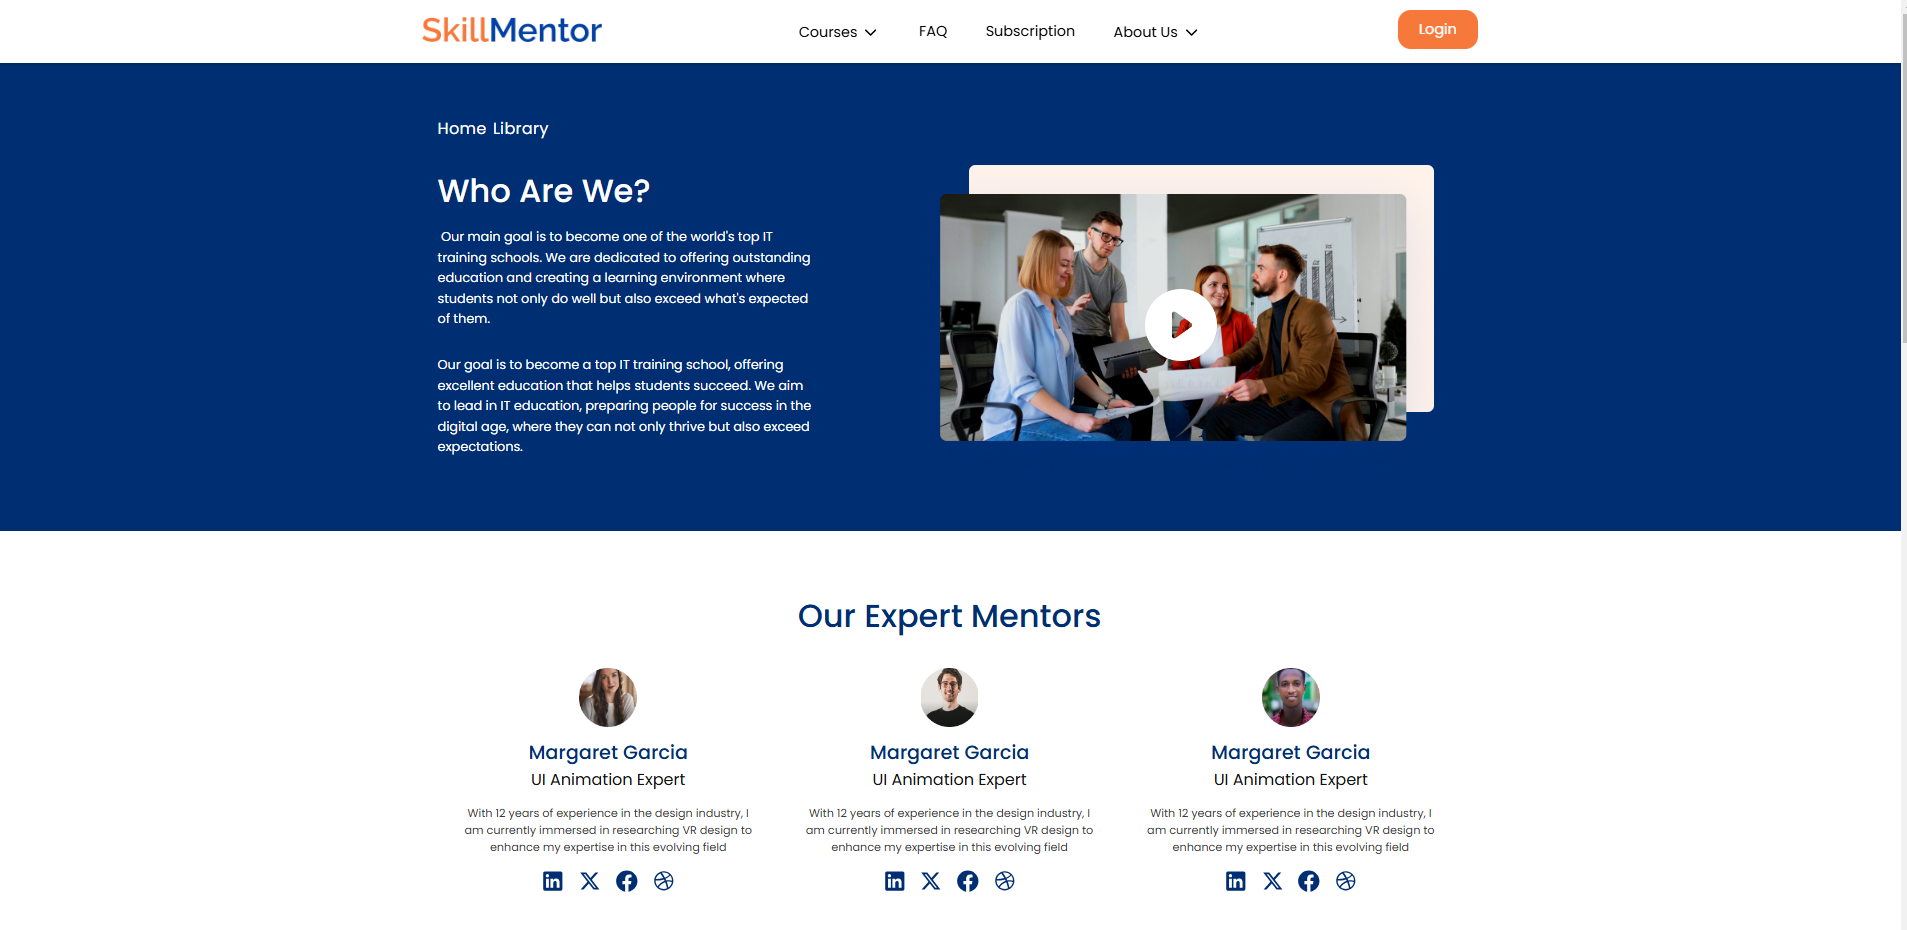 SkillMentor
Courses
FAQ
Subscription
About Us
Login
Home Library
Who Are We?
Our main goal is to become one of the world's top IT
training schools. We are dedicated to offering outstanding
education and creating a learning environment where
students not only do well but also exceed what's expected
of them.
Our goal is to become a top IT training school, offering
excellent education that helps students succeed. We aim
to lead in IT education, preparing people for success in the
digital age, where they can not only thrive but also exceed
expectations.
Our Expert Mentors
Margaret Garcia
UI Animation Expert
With 12 years of experience in the design industry, I
am currently immersed in researching VR design to
enhance my expertise in this evolving field
Margaret Garcia
UI Animation Expert
With 12 years of experience in the design industry, I
am currently immersed in researching VR design to
enhance my expertise in this evolving field
Margaret Garcia
UI Animation Expert
With 12 years of experience in the design industry, I
am currently immersed in researching VR design to
enhance my expertise in this evolving field